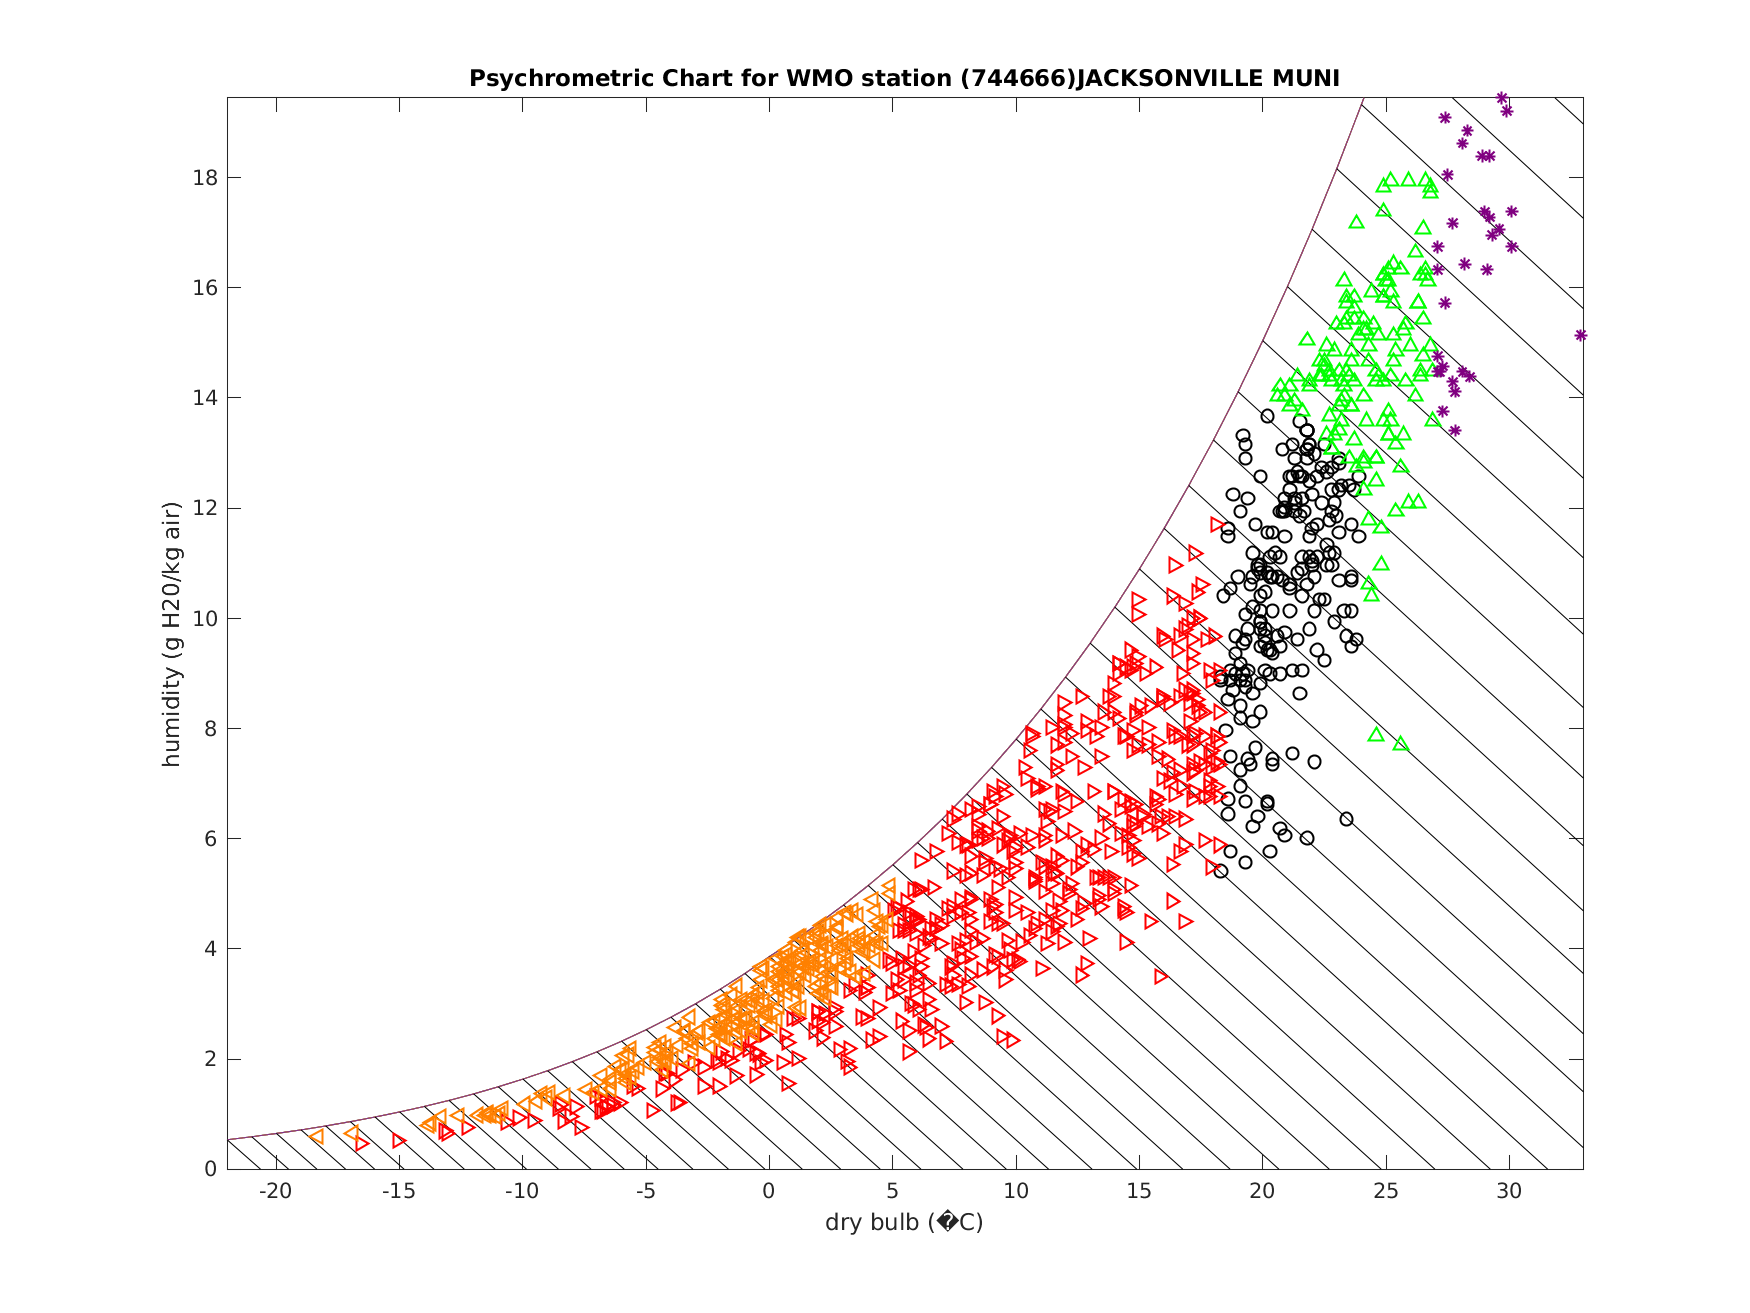 Psychrometric Chart for WMO station (744666)JACKSONVILLE MUNI
humidity (g H20/kg air)
18
16
14
12
10
8
6
4
2
0
-20 -15 -10 -5 0 5 10 15 20 25 30
dry bulb (�C)